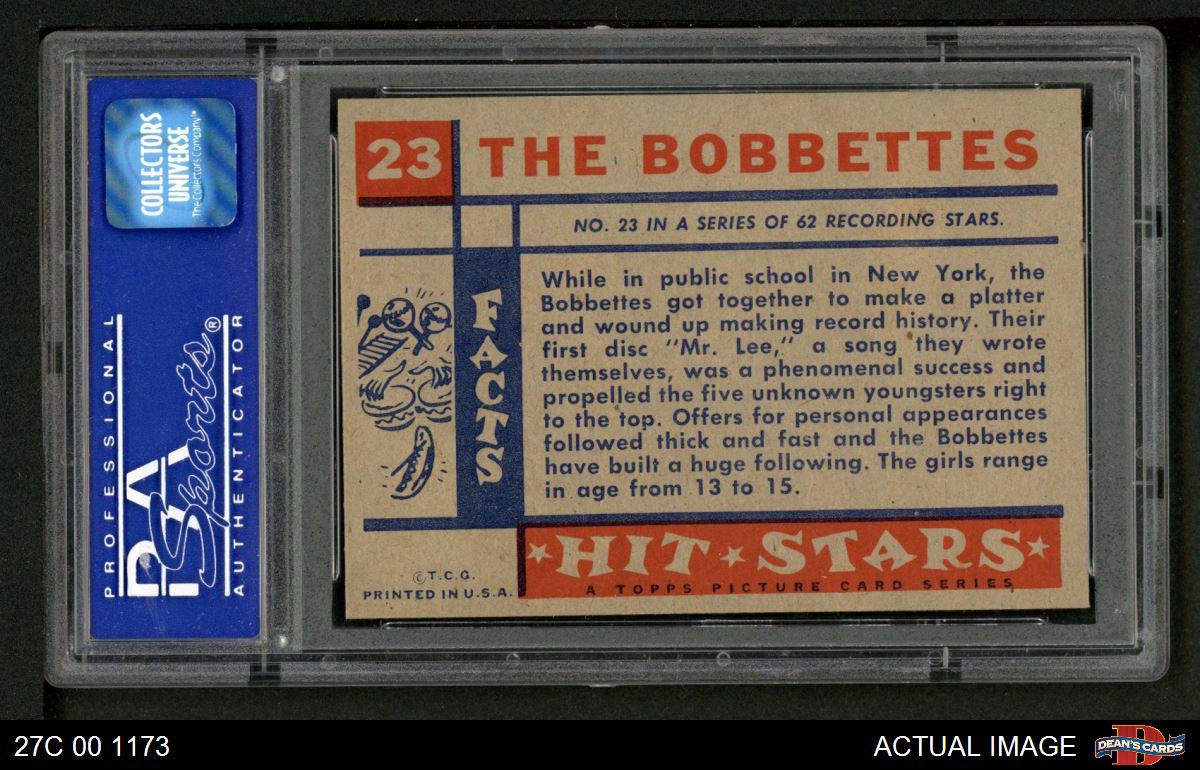 COLLECTORS
UNIVERSE
The Collectors Company™
PROFESSIONAL
PSA
Sports®
AUTHENTICATOR
23
THE BOBBETTES
NO. 23 IN A SERIES OF 62 RECORDING STARS.
FACTS
While in public school in New York, the
Bobbettes got together to make a platter
and wound up making record history. Their
first disc "Mr. Lee," a song they wrote
themselves, was a phenomenal success and
propelled the five unknown youngsters right
to the top. Offers for personal appearances
followed thick and fast and the Bobbettes
have built a huge following. The girls range
in age from 13 to 15.
©T.C.G.
PRINTED IN U.S.A.
HIT STARS
A TOPPS PICTURE CARD SERIES
27C 00 1173
ACTUAL IMAGE
D
DEAN'S CARDS